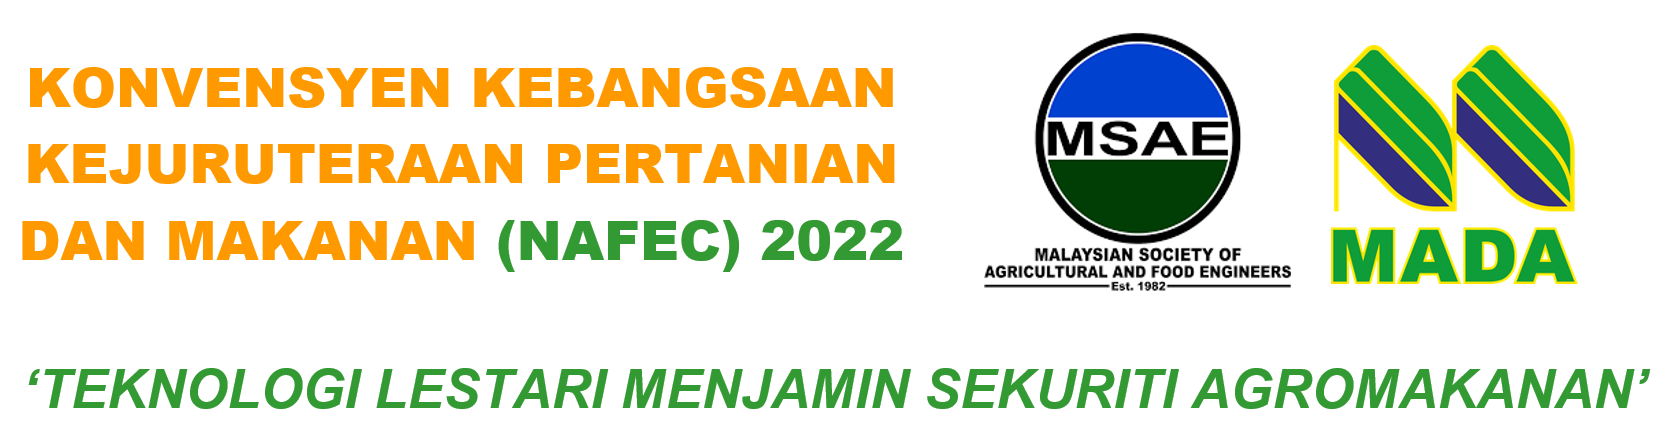 KONVENSYEN KEBANGSAAN
KEJURUTERAAN PERTANIAN
DAN MAKANAN (NAFEC) 2022
MSAE
MALAYSIAN SOCIETY OF
AGRICULTURAL AND FOOD ENGINEERS
Est. 1982
MADA
‘TEKNOLOGI LESTARI MENJAMIN SEKURITI AGROMAKANAN’